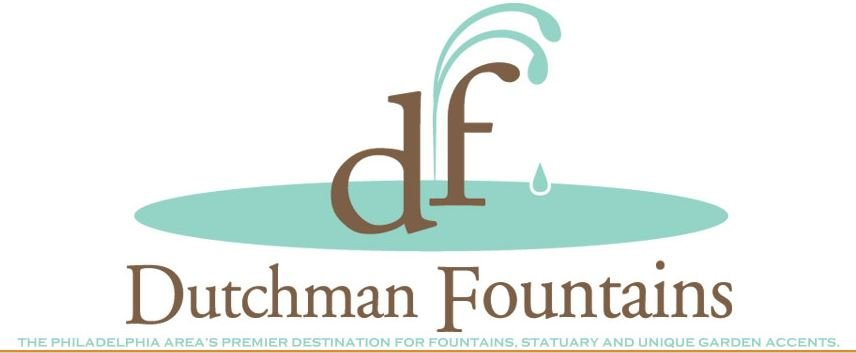 df
Dutchman Fountains
THE PHILADELPHIA AREA'S PREMIER DESTINATION FOR FOUNTAINS, STATUARY AND UNIQUE GARDEN ACCENTS.